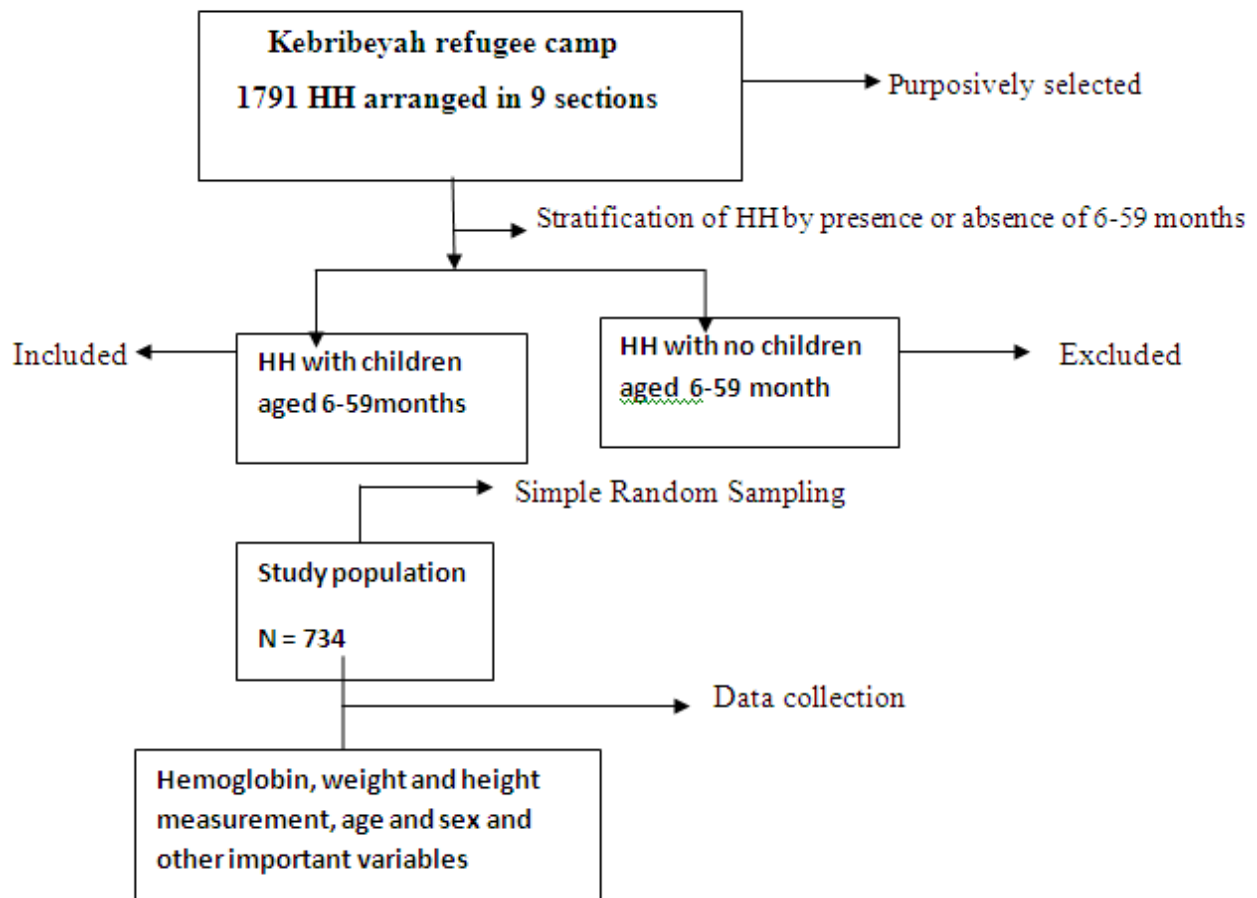 Kebribeyah refugee camp
1791 HH arranged in 9 sections
Purposively selected
Stratification of HH by presence or absence of 6-59 months
Included
HH with children
aged 6-59months
HH with no children
aged 6-59 month
Excluded
Simple Random Sampling
Study population
N = 734
Data collection
Hemoglobin, weight and height
measurement, age and sex and
other important variables